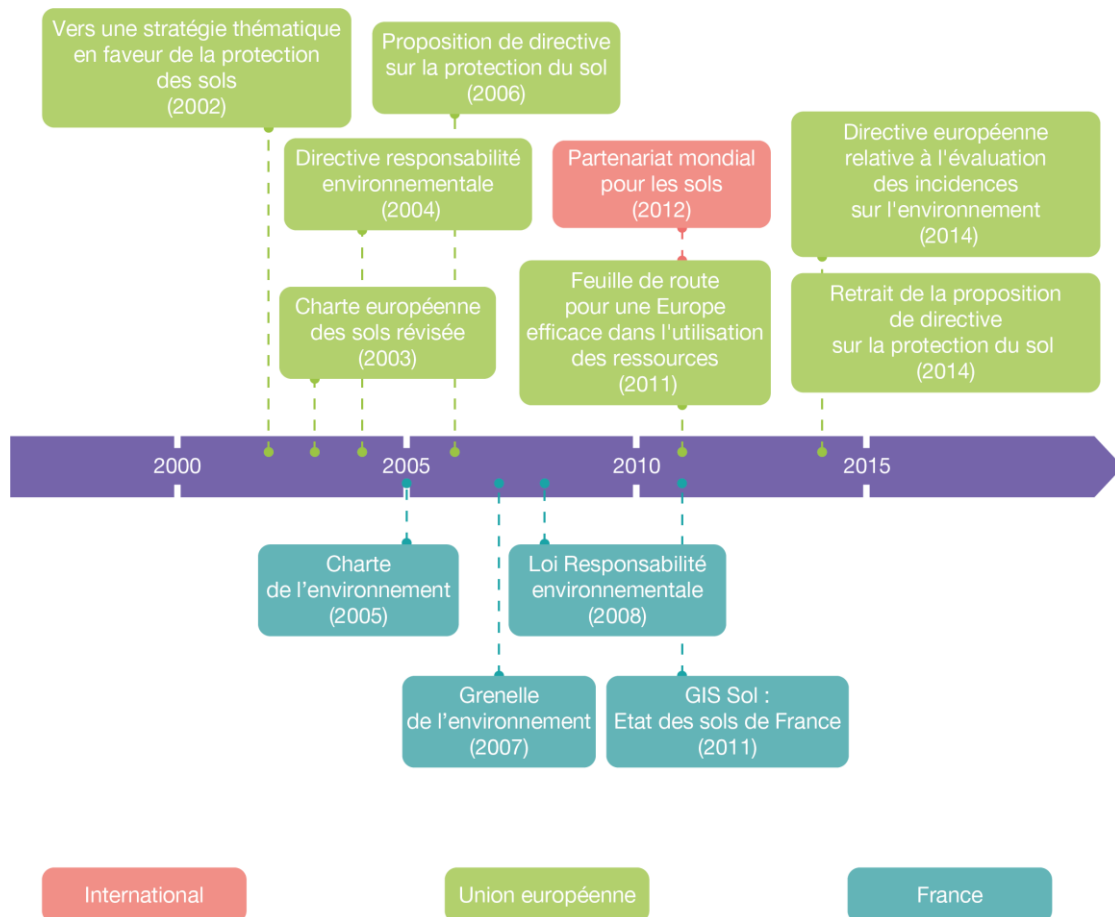 Vers une stratégie thématique
en faveur de la protection
des sols
(2002)
Proposition de directive
sur la protection du sol
(2006)
Directive responsabilité
environnementale
(2004)
Partenariat mondial
pour les sols
(2012)
Directive européenne
relative à l'évaluation
des incidences
sur l'environnement
(2014)
Charte européenne
des sols révisée
(2003)
Feuille de route
pour une Europe
efficace dans l'utilisation
des ressources
(2011)
Retrait de la proposition
de directive
sur la protection du sol
(2014)
2000
2005
2010
2015
Charte
de l'environnement
(2005)
Loi Responsabilité
environnementale
(2008)
Grenelle
de l'environnement
(2007)
GIS Sol :
Etat des sols de France
(2011)
International
Union européenne
France